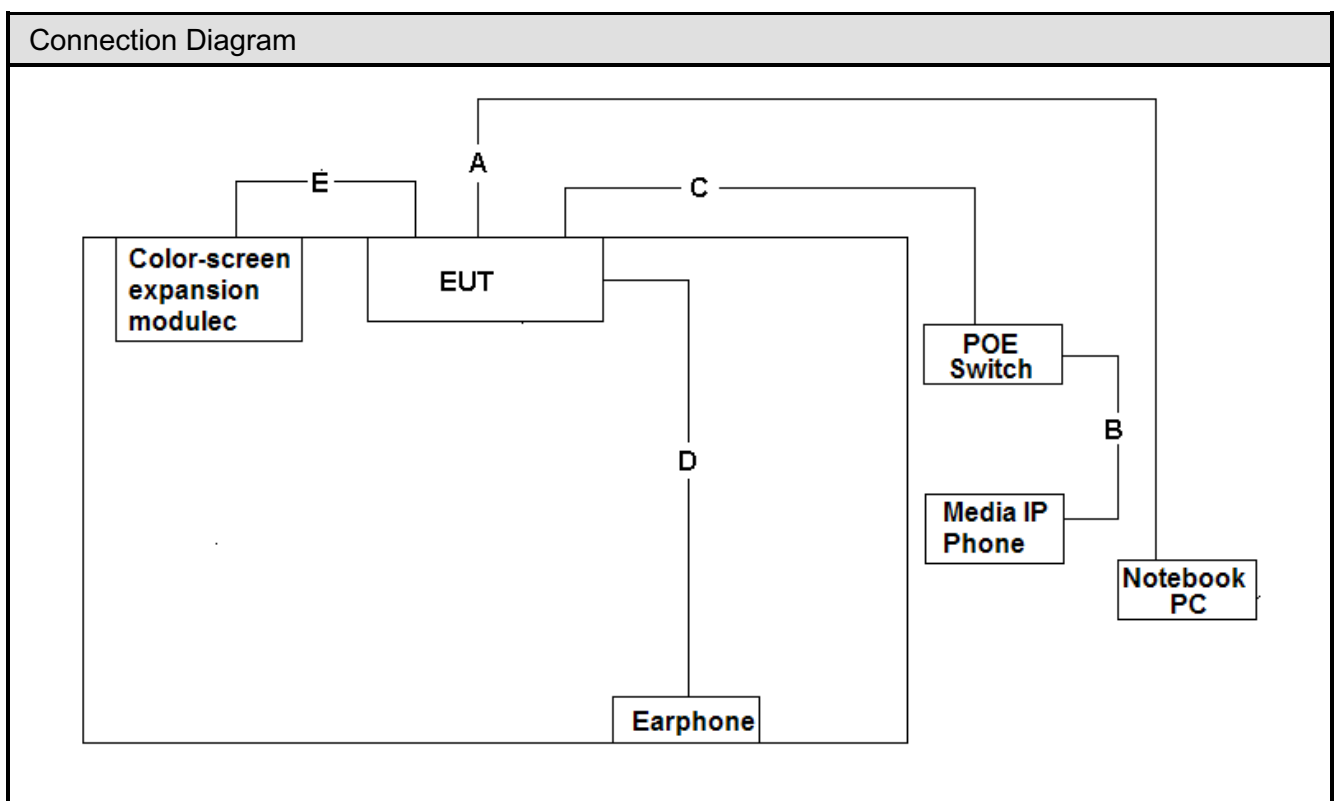 Connection Diagram
A
E
C
Color-screen
expansion
modulec
EUT
POE
Switch
B
D
Media IP
Phone
Notebook
PC
Earphone